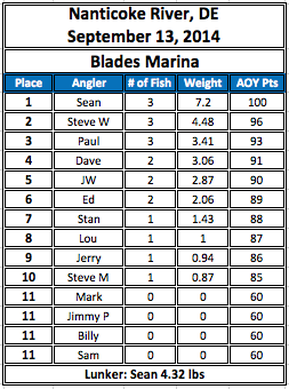 Nanticoke River, DE
September 13, 2014
Blades Marina
Place Angler # of Fish Weight AOY Pts
1 Sean 3 7.2 100
2 Steve W 3 4.48 96
3 Paul 3 3.41 93
4 Dave 2 3.06 91
5 JW 2 2.87 90
6 Ed 2 2.06 89
7 Stan 1 1.43 88
8 Lou 1 1 87
9 Jerry 1 0.94 86
10 Steve M 1 0.87 85
11 Mark 0 0 60
11 Jimmy P 0 0 60
11 Billy 0 0 60
11 Sam 0 0 60
Lunker: Sean 4.32 lbs